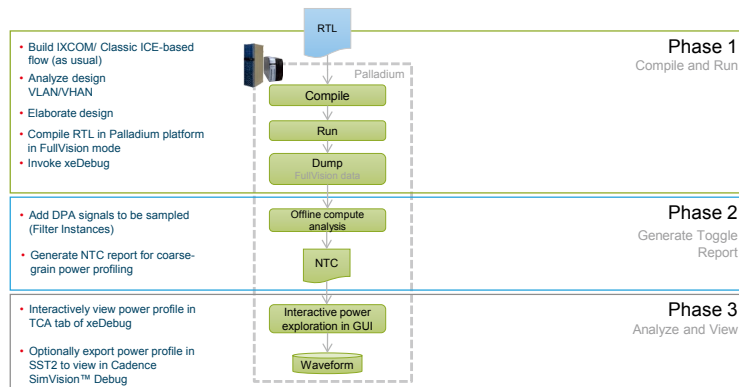 RTL
Phase 1
Compile and Run
• Build IXCOM/ Classic ICE-based
flow (as usual)
• Analyze design
VLAN/VHAN
• Elaborate design
• Compile RTL in Palladium platform
in FullVision mode
• Invoke xeDebug
Palladium
Compile
Run
Dump
FullVision data
Phase 2
Generate Toggle
Report
• Add DPA signals to be sampled
(Filter Instances)
• Generate NTC report for coarse-
grain power profiling
Offline compute
analysis
NTC
Phase 3
Analyze and View
• Interactively view power profile in
TCA tab of xeDebug
• Optionally export power profile in
SST2 to view in Cadence
SimVision™ Debug
Interactive power
exploration in GUI
Waveform